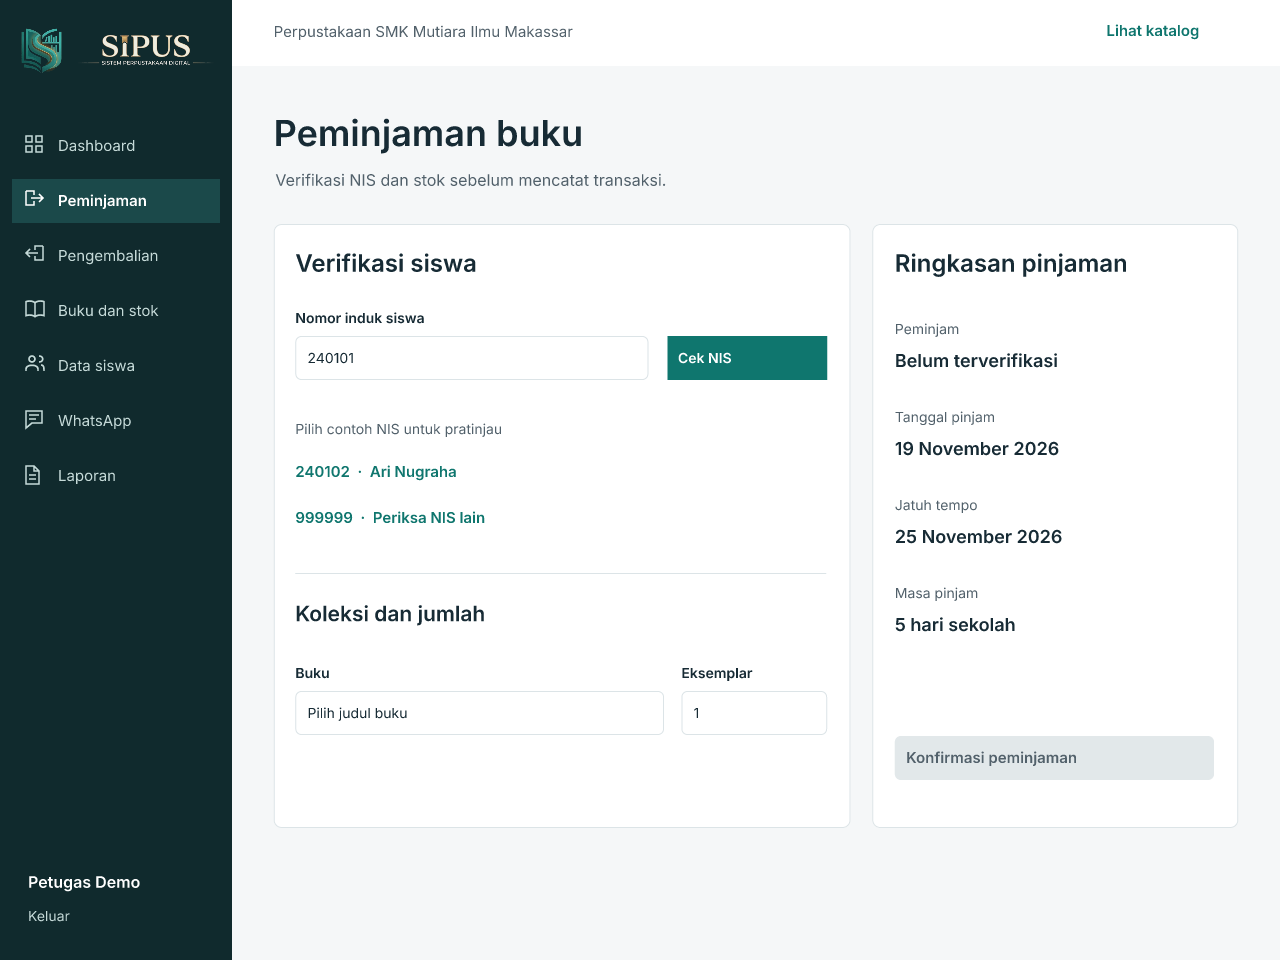 SIPUS
SISTEM PERPUSTAKAAN DIGITAL
Dashboard
Peminjaman
Pengembalian
Buku dan stok
Data siswa
WhatsApp
Laporan
Petugas Demo
Keluar
Perpustakaan SMK Mutiara Ilmu Makassar
Lihat katalog
Peminjaman buku
Verifikasi NIS dan stok sebelum mencatat transaksi.
Verifikasi siswa
Nomor induk siswa
240101
Cek NIS
Pilih contoh NIS untuk pratinjau
240102 · Ari Nugraha
999999 · Periksa NIS lain
Koleksi dan jumlah
Buku
Eksemplar
Pilih judul buku
1
Ringkasan pinjaman
Peminjam
Belum terverifikasi
Tanggal pinjam
19 November 2026
Jatuh tempo
25 November 2026
Masa pinjam
5 hari sekolah
Konfirmasi peminjaman